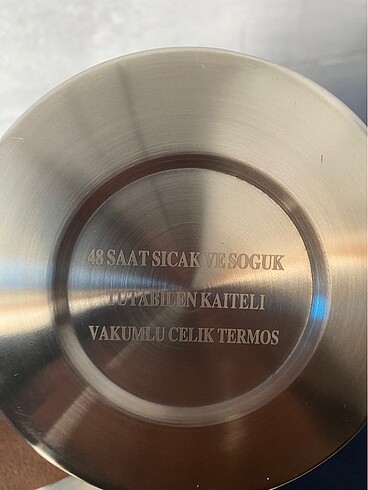 48 SAAT SICAK VE SOGUK
TUTABILEN KAITELI
VAKUMLU CELIK TERMOS